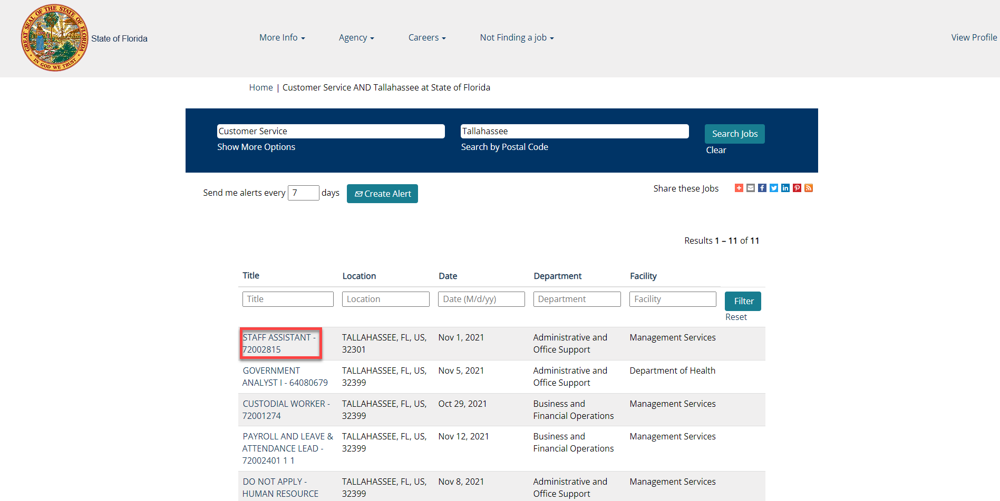 GREAT SEAL OF THE STATE OF FLORIDA
IN GOD WE TRUST
State of Florida
More Info
Agency
Careers
Not Finding a job
View Profile
Home | Customer Service AND Tallahassee at State of Florida
Customer Service
Tallahassee
Search Jobs
Show More Options
Search by Postal Code
Clear
Send me alerts every 7 days
Create Alert
Share these Jobs
Results 1 – 11 of 11
Title Location Date Department Facility
Title Location Date (M/d/yy) Department Facility Filter
Reset
STAFF ASSISTANT - TALLAHASSEE, FL, US, Nov 1, 2021 Administrative and Management Services
72002815 32301 Office Support
GOVERNMENT TALLAHASSEE, FL, US, Nov 5, 2021 Administrative and Department of Health
ANALYST I - 64080679 32399 Office Support
CUSTODIAL WORKER - TALLAHASSEE, FL, US, Oct 29, 2021 Business and Management Services
72001274 32399 Financial Operations
PAYROLL AND LEAVE & TALLAHASSEE, FL, US, Nov 12, 2021 Business and Management Services
ATTENDANCE LEAD - 32399 Financial Operations
72002401 1 1
DO NOT APPLY - TALLAHASSEE, FL, US, Nov 8, 2021 Administrative and Management Services
HUMAN RESOURCE 32399 Office Support